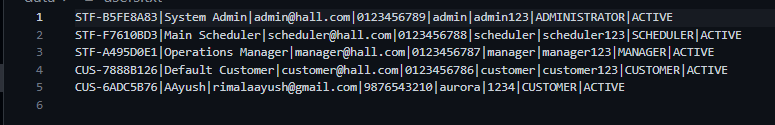 1 STF-B5FE8A83|System Admin|admin@hall.com|0123456789|admin|admin123|ADMINISTRATOR|ACTIVE
2 STF-F7610BD3|Main Scheduler|scheduler@hall.com|0123456788|scheduler|scheduler123|SCHEDULER|ACTIVE
3 STF-A495D0E1|Operations Manager|manager@hall.com|0123456787|manager|manager123|MANAGER|ACTIVE
4 CUS-7888B126|Default Customer|customer@hall.com|0123456786|customer|customer123|CUSTOMER|ACTIVE
5 CUS-6ADC5B76|AAyush|rimalaayush@gmail.com|9876543210|aurora|1234|CUSTOMER|ACTIVE
6